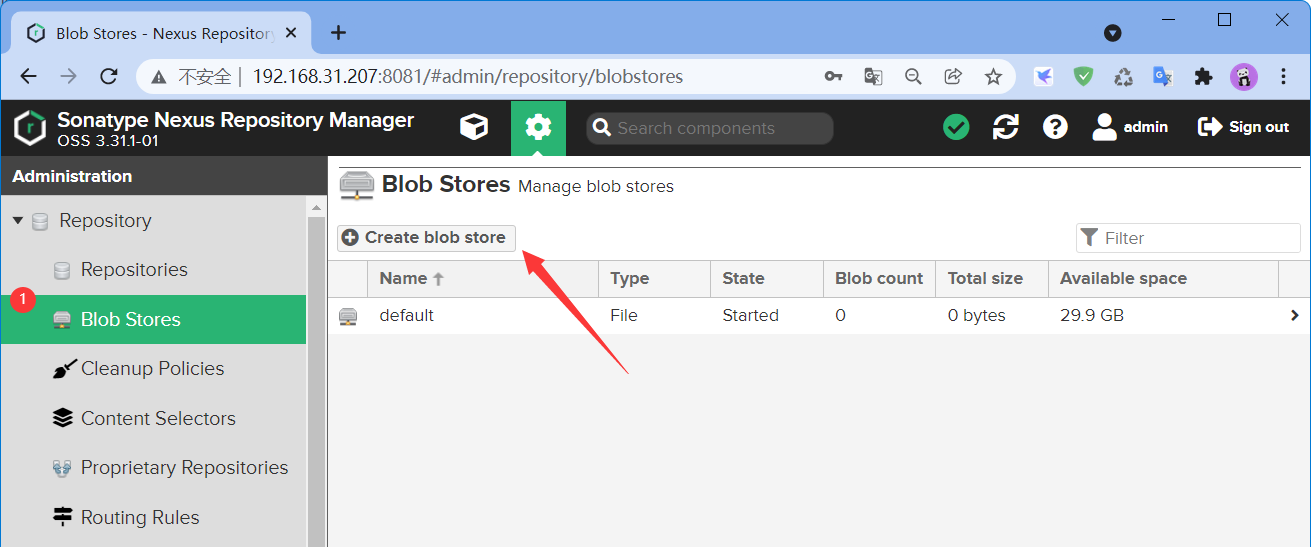 Blob Stores - Nexus Repository
不安全 | 192.168.31.207:8081/#admin/repository/blobstores
Sonatype Nexus Repository Manager
OSS 3.31.1-01
Search components
admin
Sign out
Administration
Repository
Repositories
1
Blob Stores
Cleanup Policies
Content Selectors
Proprietary Repositories
Routing Rules
Blob Stores Manage blob stores
Create blob store
Filter
Name Type State Blob count Total size Available space
default File Started 0 0 bytes 29.9 GB